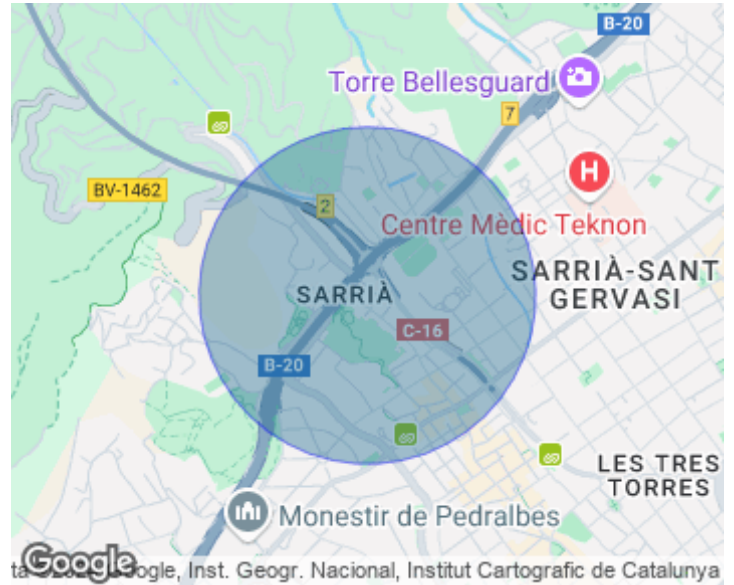 B-20
Torre Bellesguard
7
H
BV-1462
2
Centre Mèdic Teknon
SARRIÀ-SANT
GERVASI
SARRIÀ
C-16
B-20
LES TRES
TORRES
Monestir de Pedralbes
Google
ogle, Inst. Geogr. Nacional, Institut Cartografic de Catalunya